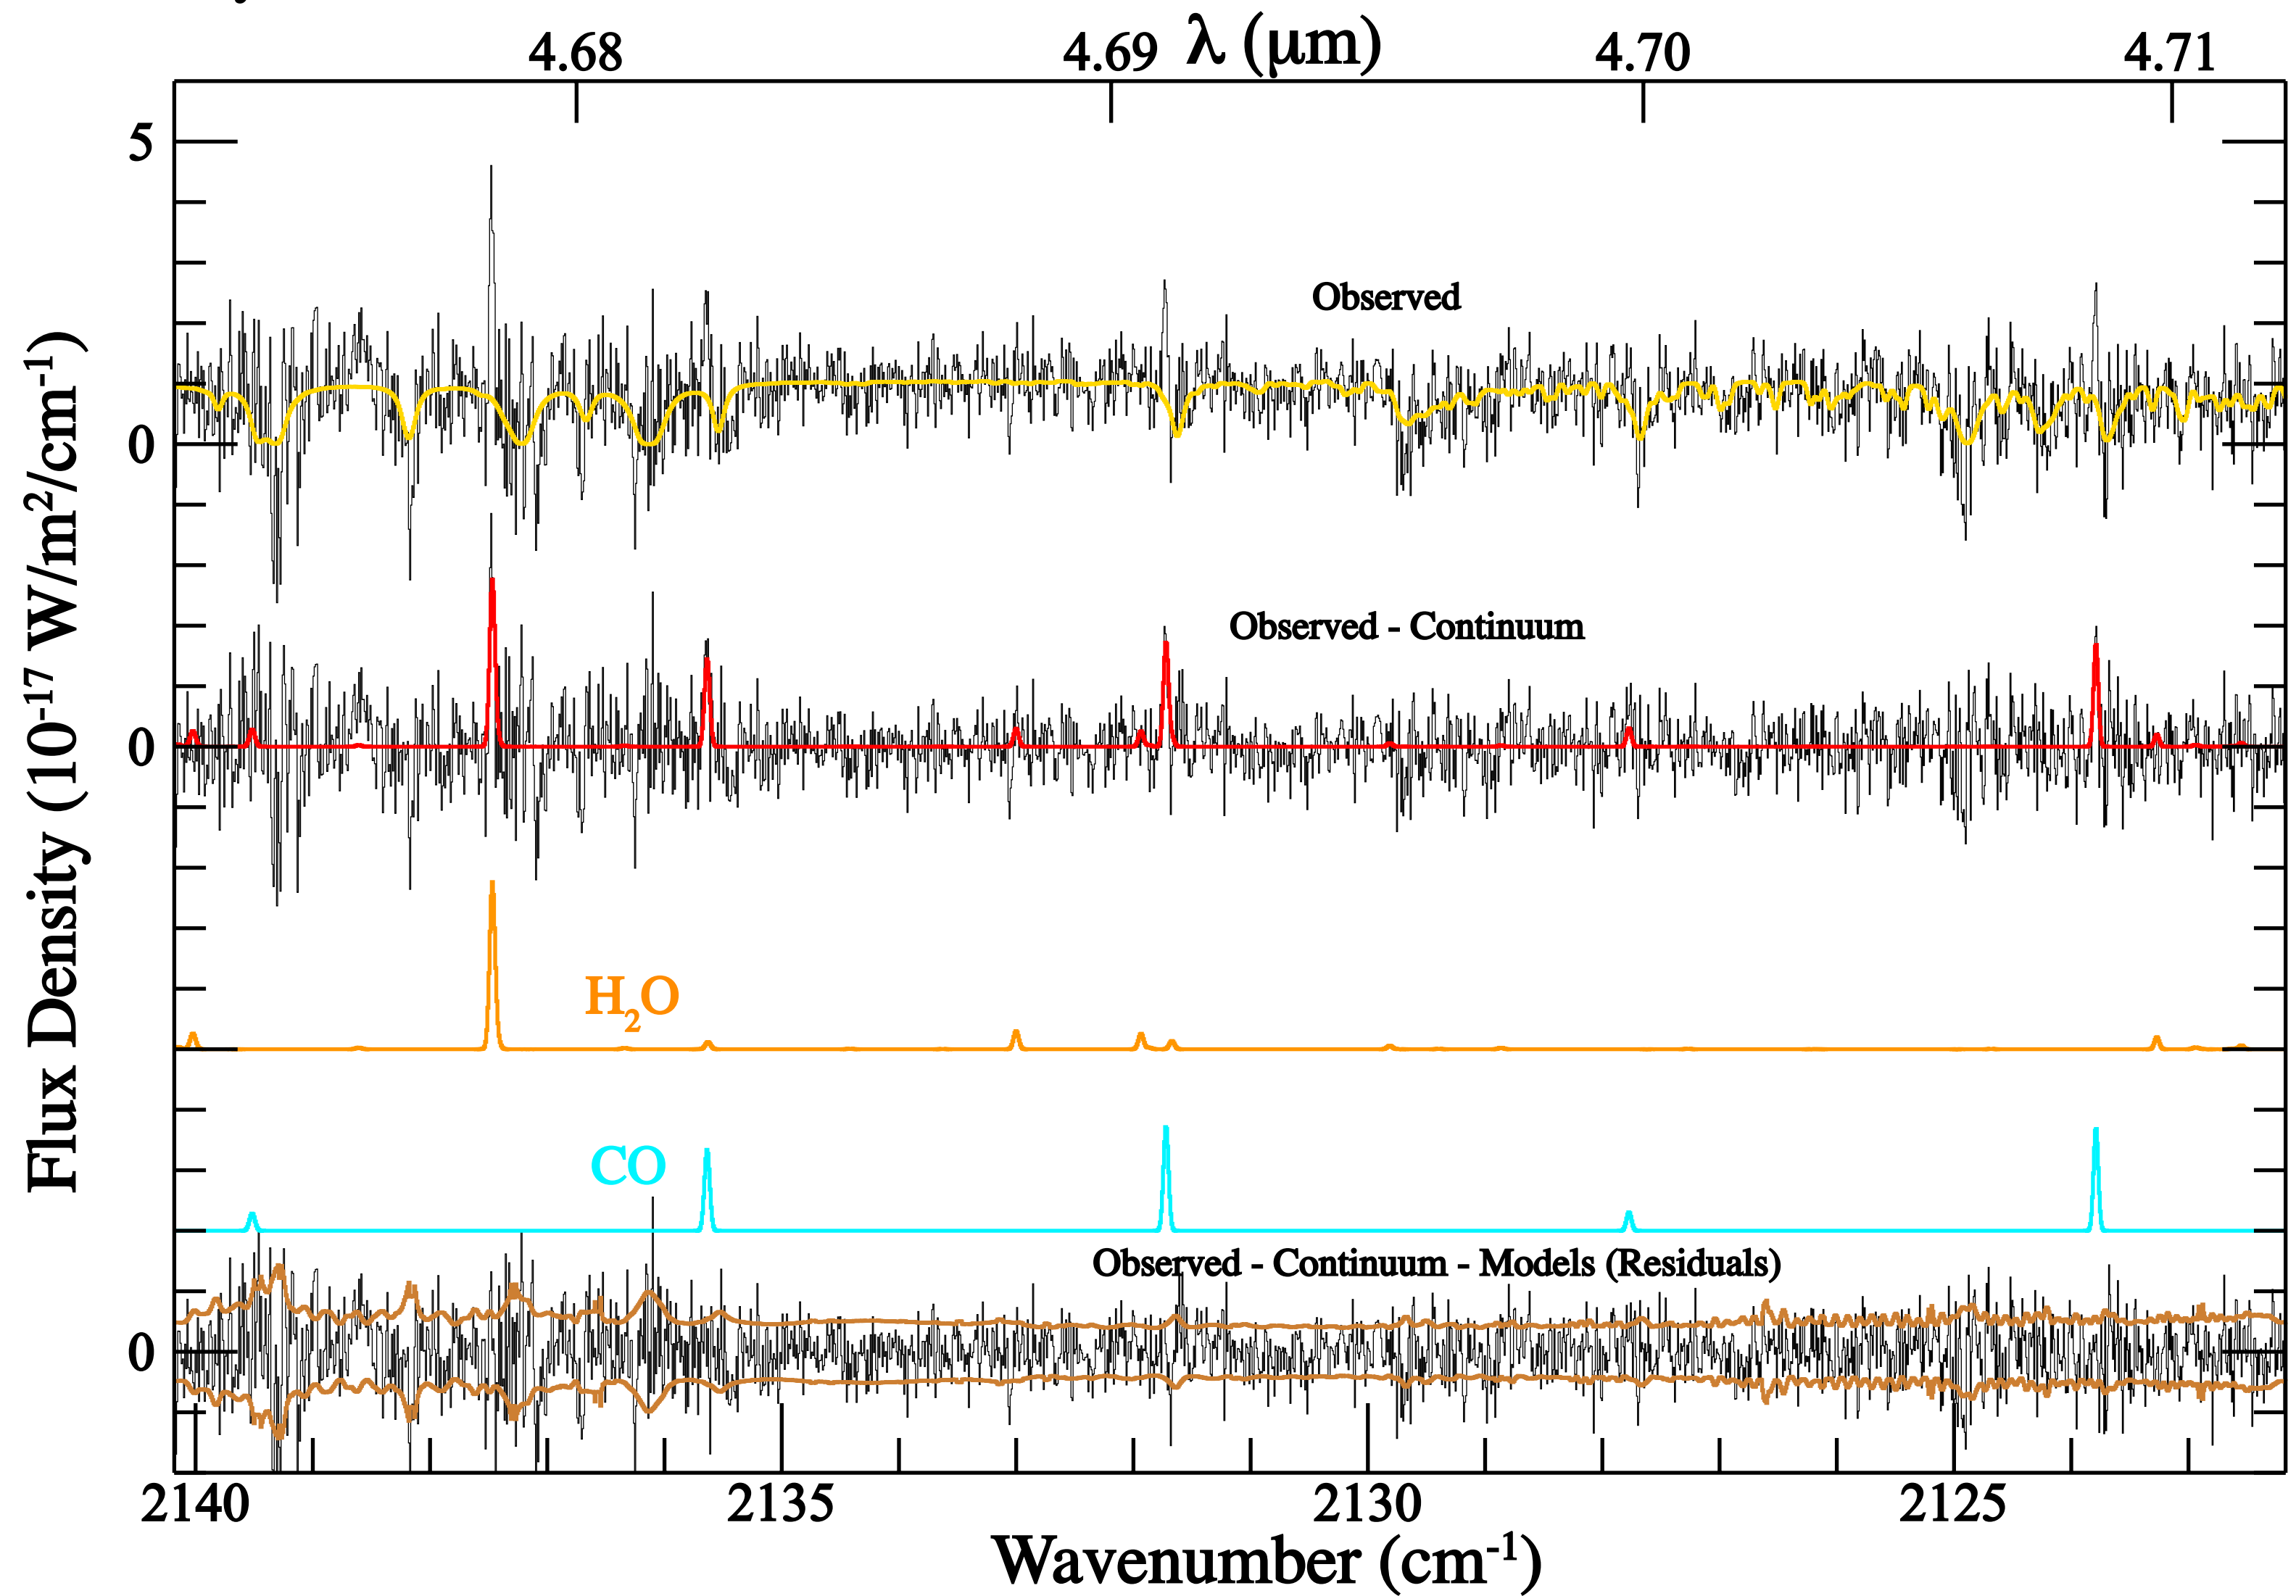 4.68 4.69 λ (μm) 4.70 4.71
5
Observed
0
Observed - Continuum
0
H₂O
CO
Observed - Continuum - Models (Residuals)
0
2140 2135 2130 2125
Wavenumber (cm⁻¹)
Flux Density (10⁻¹⁷ W/m²/cm⁻¹)